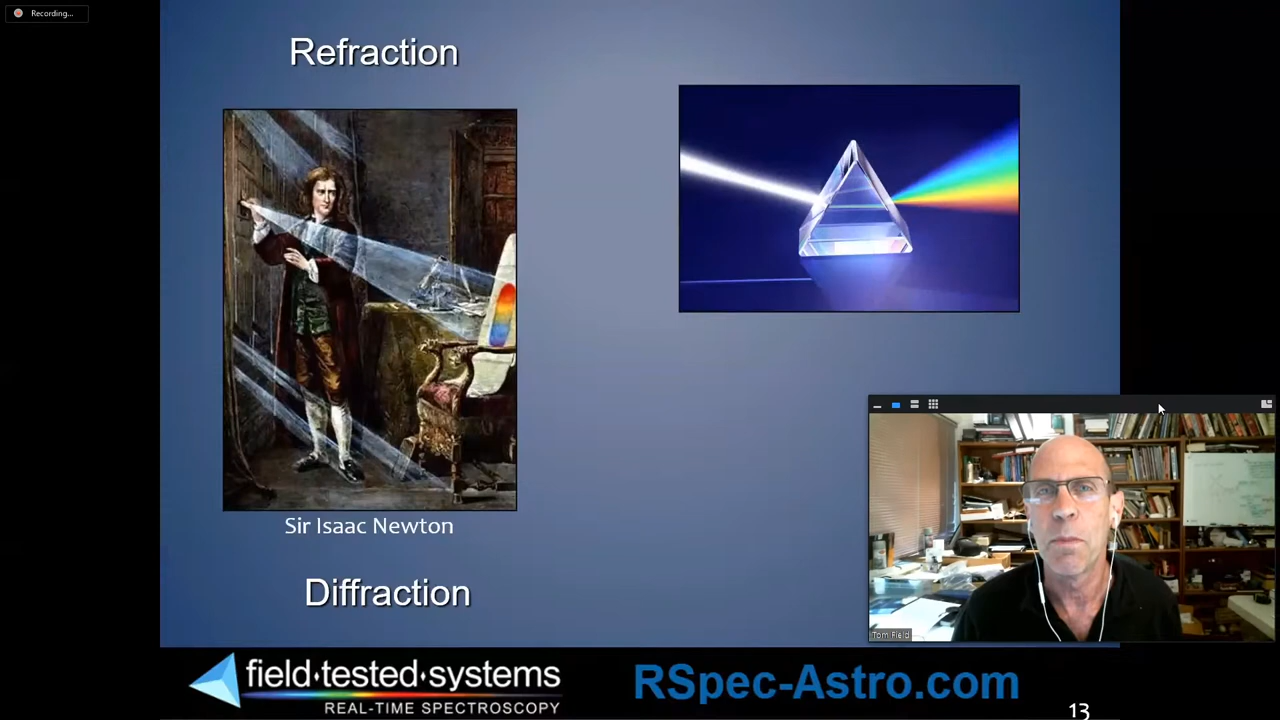 Recording...
Refraction
Sir Isaac Newton
Diffraction
Tom Field
field·tested·systems
REAL-TIME SPECTROSCOPY
RSpec-Astro.com
13